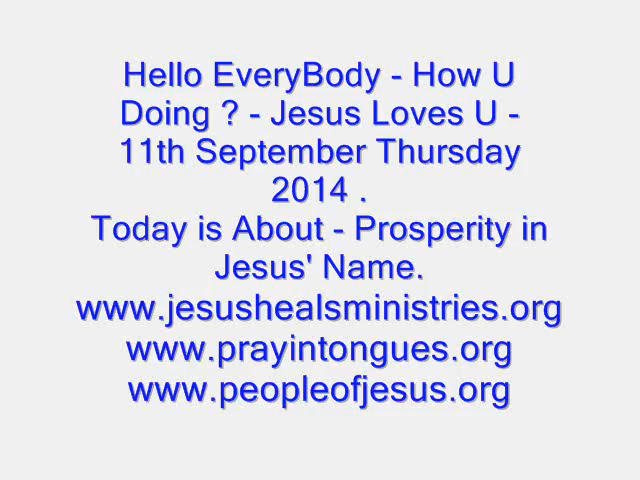 Hello EveryBody - How U
Doing ? - Jesus Loves U -
11th September Thursday
2014 .
Today is About - Prosperity in
Jesus' Name.
www.jesushealsministries.org
www.prayintongues.org
www.peopleofjesus.org